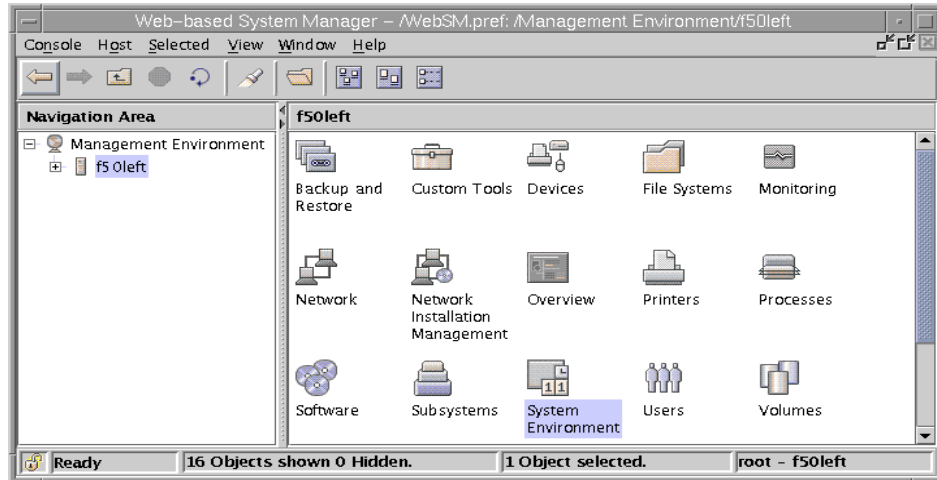 Web-based System Manager - /WebSM.pref: /Management Environment/f50left
Console Host Selected View Window Help
Navigation Area
f50left
Management Environment
f50left
Backup and
Restore
Custom Tools
Devices
File Systems
Monitoring
Network
Network
Installation
Management
Overview
Printers
Processes
Software
Subsystems
System
Environment
Users
Volumes
Ready
16 Objects shown 0 Hidden.
1 Object selected.
root - f50left